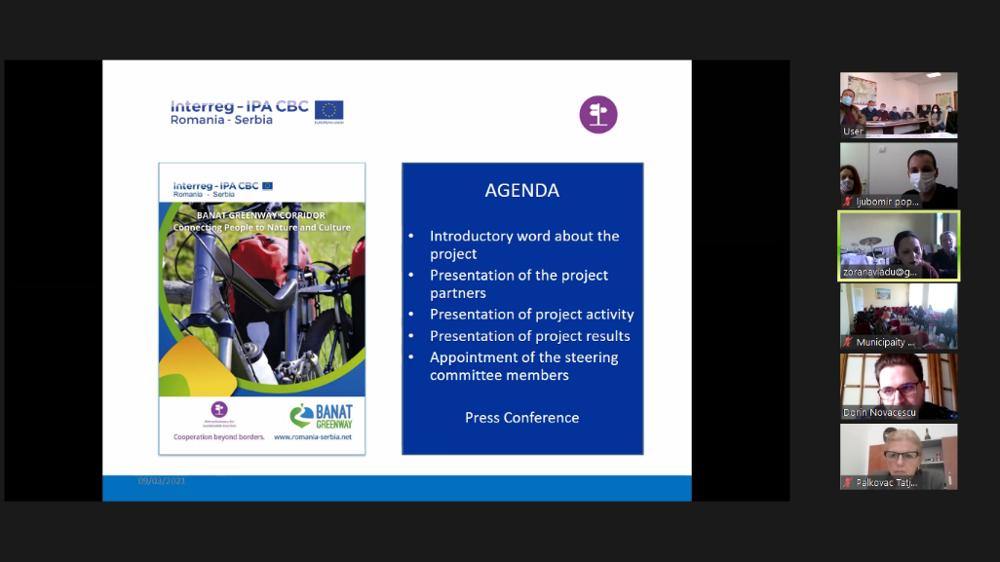 Interreg - IPA CBC
Romania - Serbia
EUROPEAN UNION
Interreg - IPA CBC
Romania - Serbia
BANAT GREENWAY CORRIDOR
Connecting People to Nature and Culture
BANAT
GREENWAY
Cooperation beyond borders.
www.romania-serbia.net
AGENDA
• Introductory word about the
project
• Presentation of the project
partners
• Presentation of project activity
• Presentation of project results
• Appointment of the steering
committee members
Press Conference
09/03/2021
User
ljubomir pop...
zoranaviadu@g...
Municipaity ...
Dorin Novacescu
Palkovac Tatj...